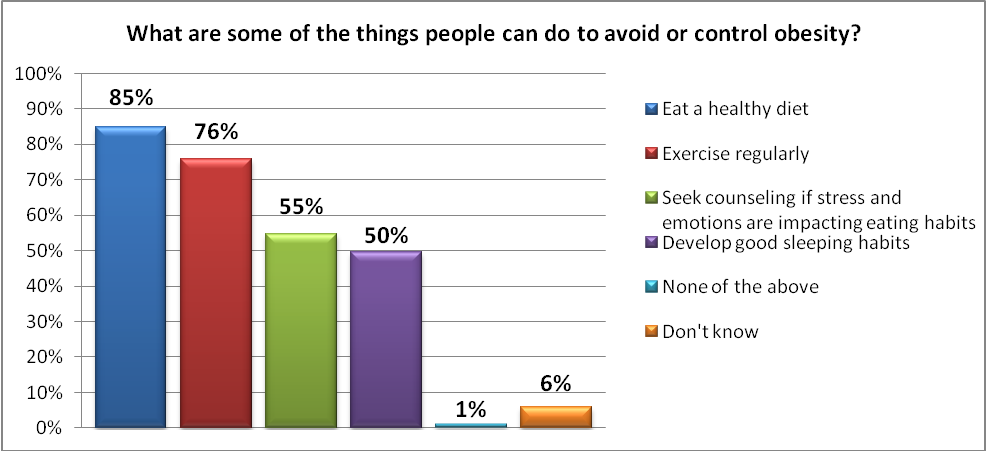 What are some of the things people can do to avoid or control obesity?
100%
90%
80%
70%
60%
50%
40%
30%
20%
10%
0%
85%
76%
55%
50%
1%
6%
Eat a healthy diet
Exercise regularly
Seek counseling if stress and
emotions are impacting eating habits
Develop good sleeping habits
None of the above
Don't know